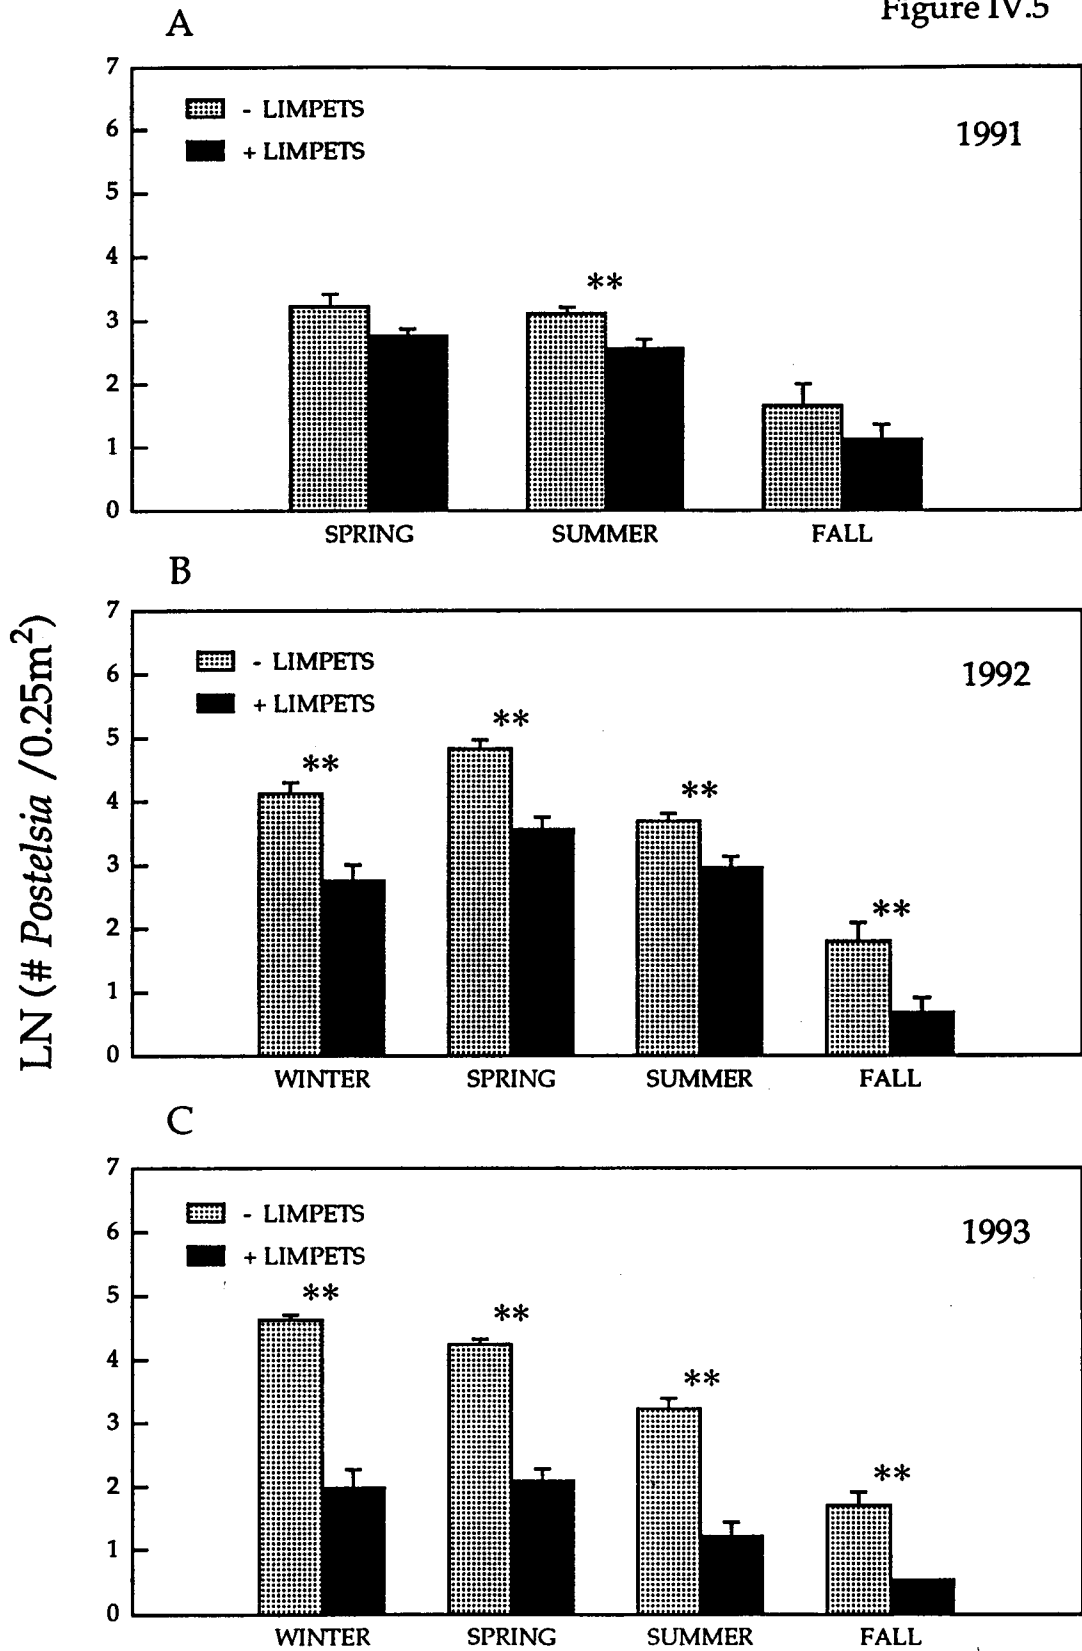 Figure IV.5
A
7
- LIMPETS
+ LIMPETS
1991
6
5
4
**
3
2
1
0
SPRING SUMMER FALL
B
LN (# Postelsia /0.25m²)
7
- LIMPETS
+ LIMPETS
1992
6
5
**
**
**
4
3
**
2
1
0
WINTER SPRING SUMMER FALL
C
7
- LIMPETS
+ LIMPETS
1993
6
5
**
**
4
**
3
**
2
1
0
WINTER SPRING SUMMER FALL